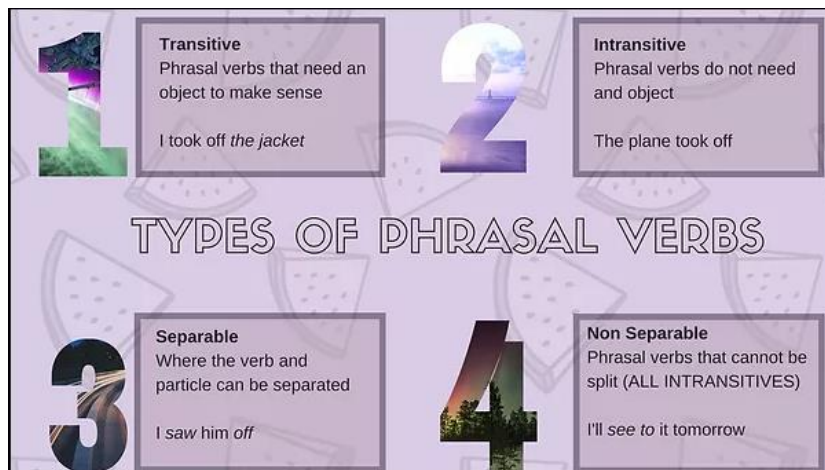 1
Transitive
Phrasal verbs that need an
object to make sense
I took off the jacket
2
Intransitive
Phrasal verbs do not need
and object
The plane took off
TYPES OF PHRASAL VERBS
3
Separable
Where the verb and
particle can be separated
I saw him off
4
Non Separable
Phrasal verbs that cannot be
split (ALL INTRANSITIVES)
I'll see to it tomorrow